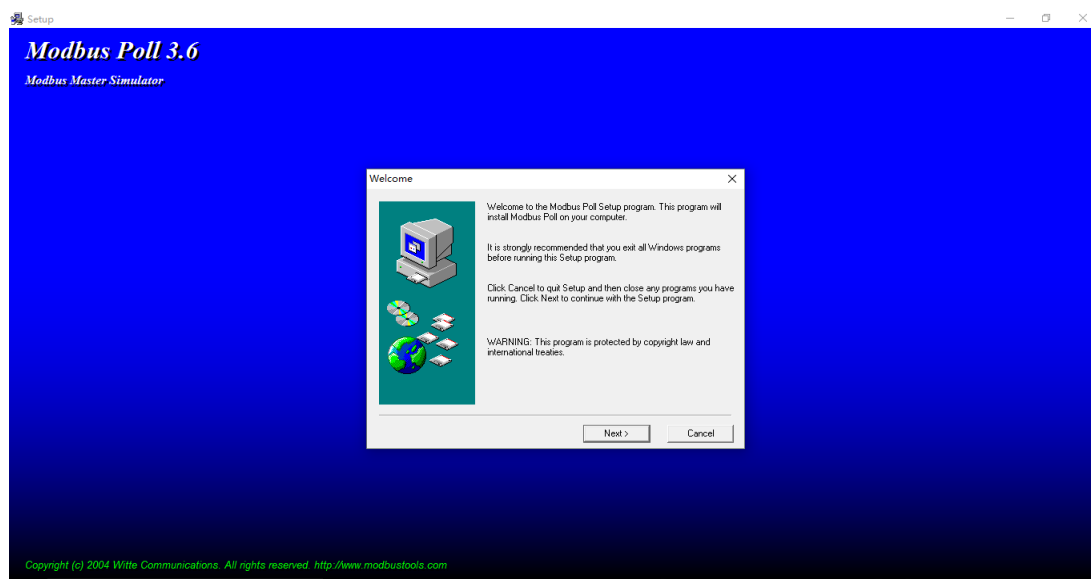 Setup
Modbus Poll 3.6
Modbus Master Simulator
Welcome
Welcome to the Modbus Poll Setup program. This program will
install Modbus Poll on your computer.
It is strongly recommended that you exit all Windows programs
before running this Setup program.
Click Cancel to quit Setup and then close any programs you have
running. Click Next to continue with the Setup program.
WARNING: This program is protected by copyright law and
international treaties.
Next >
Cancel
Copyright (c) 2004 Witte Communications. All rights reserved. http://www.modbustools.com